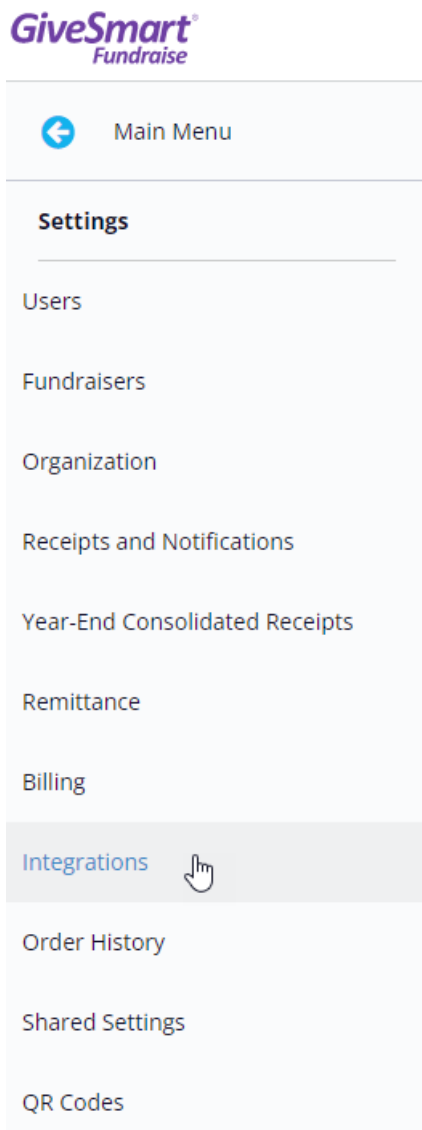 GiveSmart®
Fundraise
Main Menu
Settings
Users
Fundraisers
Organization
Receipts and Notifications
Year-End Consolidated Receipts
Remittance
Billing
Integrations
Order History
Shared Settings
QR Codes